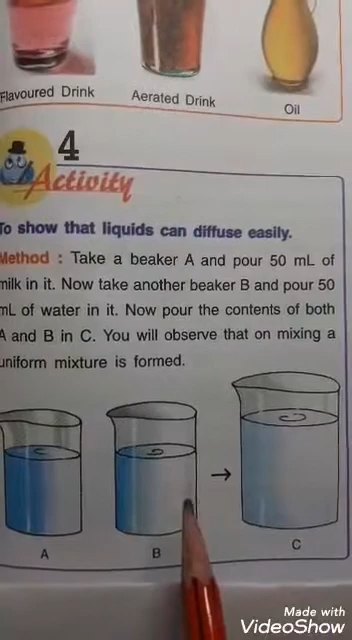 Flavoured Drink
Aerated Drink
Oil
4
Activity
To show that liquids can diffuse easily.
Method : Take a beaker A and pour 50 mL of
milk in it. Now take another beaker B and pour 50
mL of water in it. Now pour the contents of both
A and B in C. You will observe that on mixing a
uniform mixture is formed.
A
B
C
Made with
VideoShow